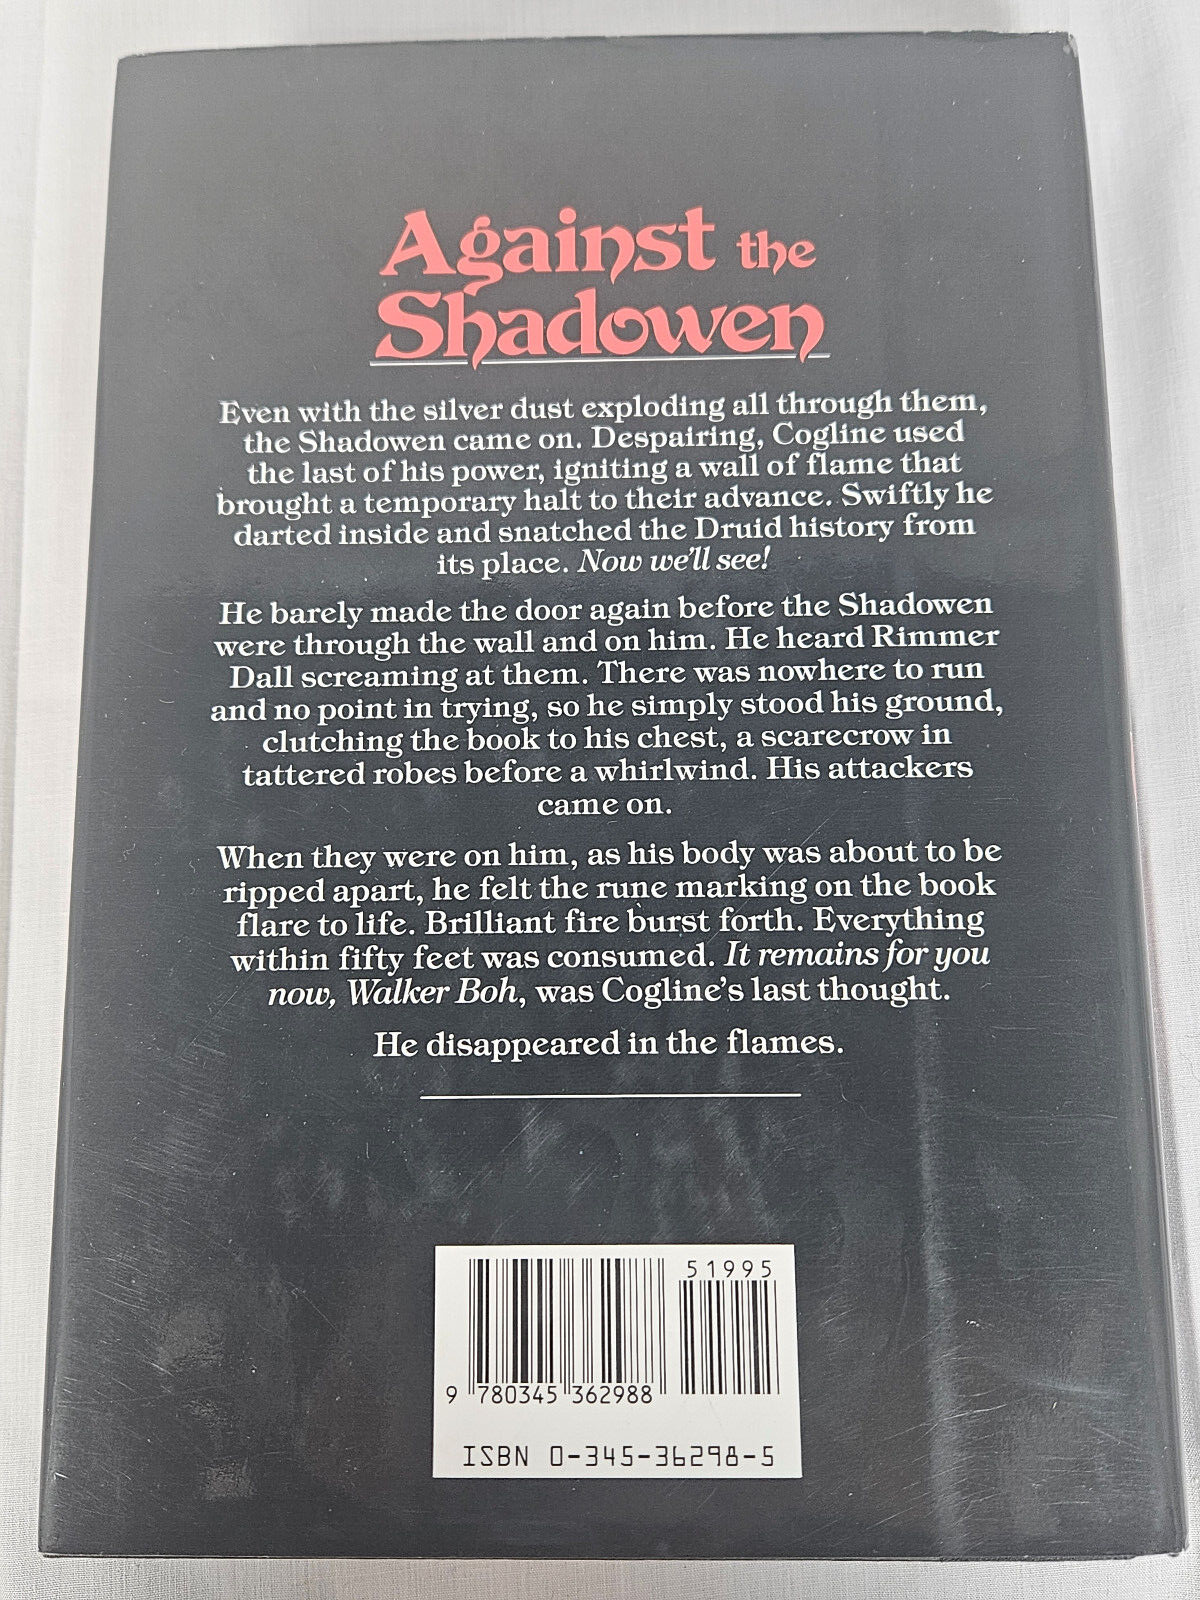 Against the
Shadowen
Even with the silver dust exploding all through them,
the Shadowen came on. Despairing, Cogline used
the last of his power, igniting a wall of flame that
brought a temporary halt to their advance. Swiftly he
darted inside and snatched the Druid history from
its place. Now we'll see!
He barely made the door again before the Shadowen
were through the wall and on him. He heard Rimmer
Dall screaming at them. There was nowhere to run
and no point in trying, so he simply stood his ground,
clutching the book to his chest, a scarecrow in
tattered robes before a whirlwind. His attackers
came on.
When they were on him, as his body was about to be
ripped apart, he felt the rune marking on the book
flare to life. Brilliant fire burst forth. Everything
within fifty feet was consumed. It remains for you
now, Walker Boh, was Cogline's last thought.
He disappeared in the flames.
51995
9 780345 362988
ISBN 0-345-36298-5